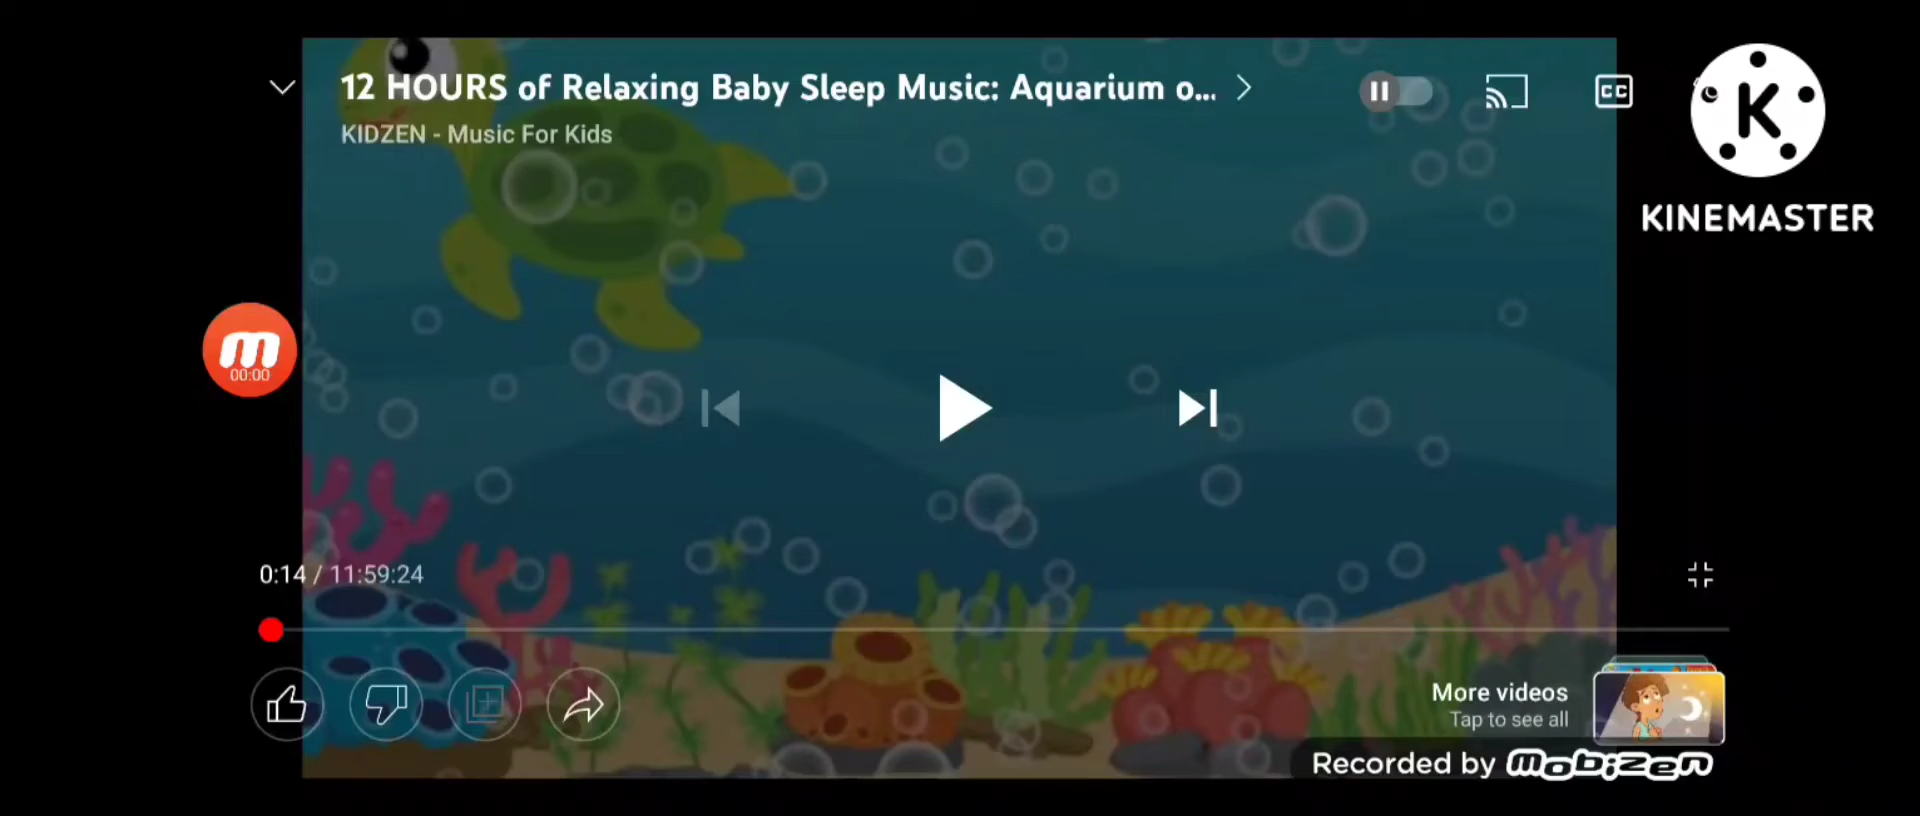 12 HOURS of Relaxing Baby Sleep Music: Aquarium o...
KIDZEN - Music For Kids
CC
K
KINEMASTER
m
00:00
0:14 / 11:59:24
More videos
Tap to see all
Recorded by mobizen